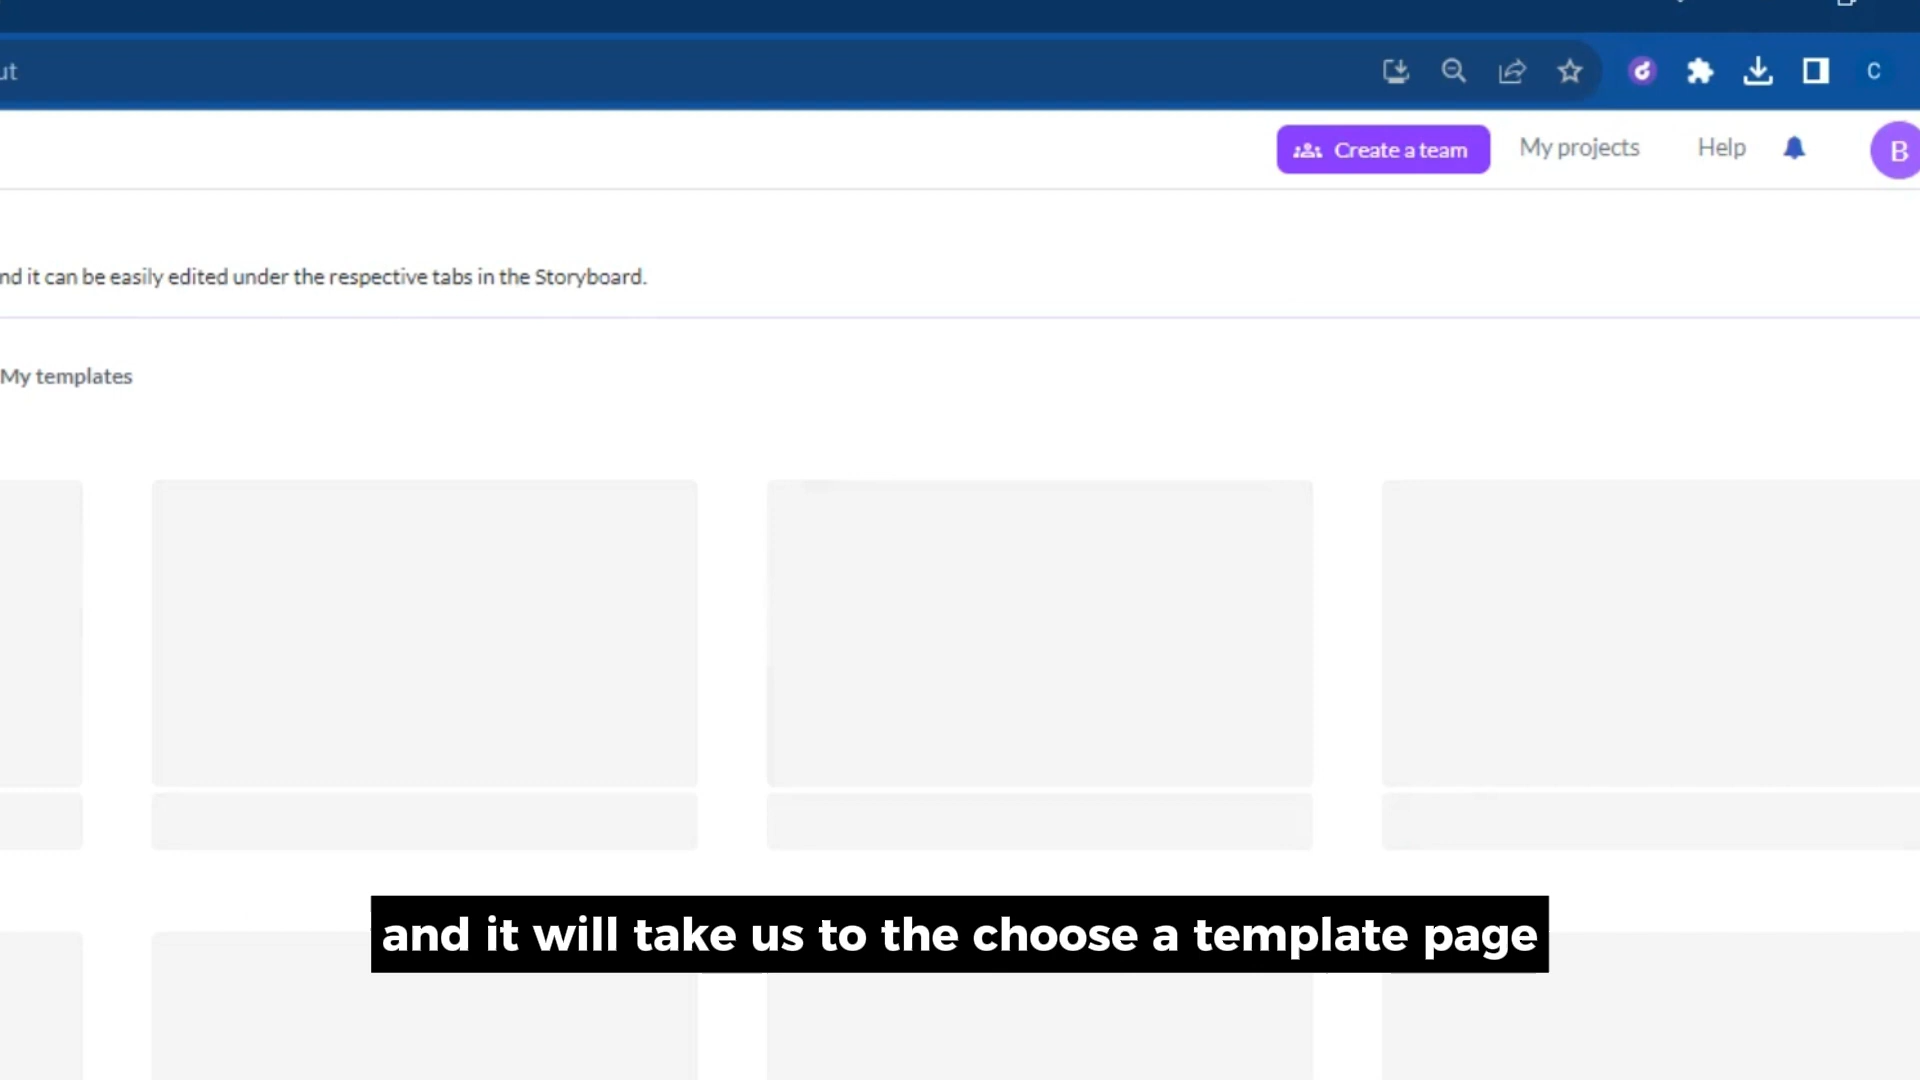 ut
C
Create a team
My projects
Help
B
nd it can be easily edited under the respective tabs in the Storyboard.
My templates
and it will take us to the choose a template page